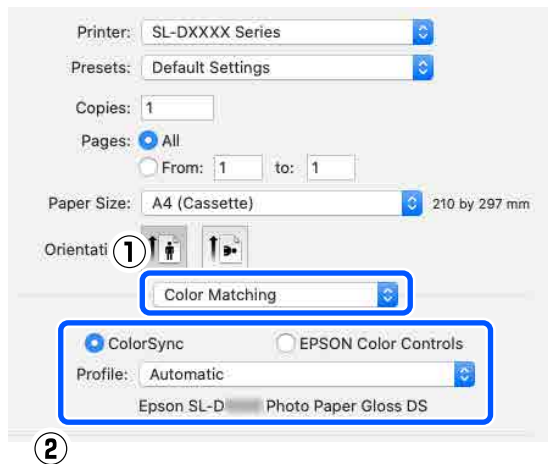 Printer: SL-DXXXX Series
Presets: Default Settings
Copies: 1
Pages: All
From: 1 to: 1
Paper Size: A4 (Cassette) 210 by 297 mm
Orientati
1
Color Matching
ColorSync EPSON Color Controls
Profile: Automatic
Epson SL-D Photo Paper Gloss DS
2